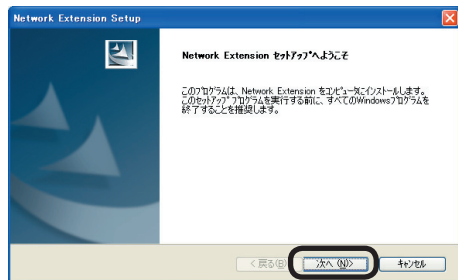 Network Extension Setup
Network Extension ｾｯﾄｱｯﾌﾟへようこそ
このﾌﾟﾛｸﾞﾗﾑは、Network Extension をｺﾝﾋﾟｭｰﾀにｲﾝｽﾄｰﾙします。
このｾｯﾄｱｯﾌﾟ ﾌﾟﾛｸﾞﾗﾑを実行する前に、すべてのWindowsﾌﾟﾛｸﾞﾗﾑを
終了することを推奨します。
< 戻る(B) 次へ (N)> ｷｬﾝｾﾙ